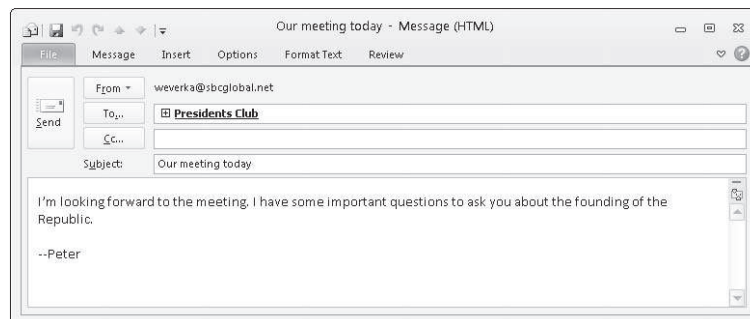 Our meeting today - Message (HTML)
File Message Insert Options Format Text Review
From weverka@sbcglobal.net
Send
To... Presidents Club
Cc...
Subject: Our meeting today
I'm looking forward to the meeting. I have some important questions to ask you about the founding of the
Republic.
--Peter